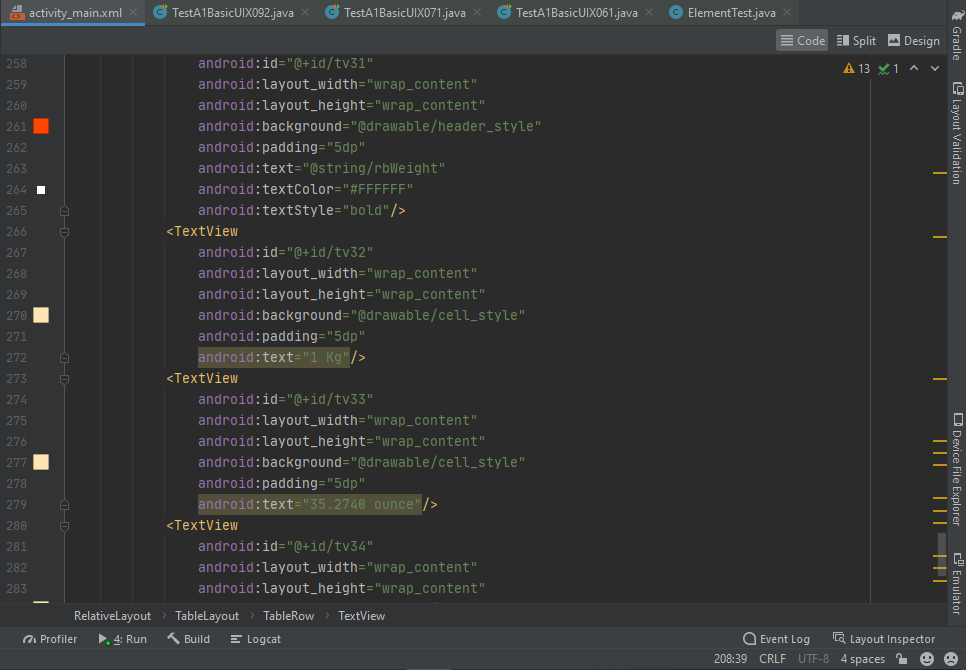 activity_main.xml TestA1BasicUIX092.java TestA1BasicUIX071.java TestA1BasicUIX061.java ElementTest.java
Code Split Design
13 1
258 android:id="@+id/tv31"
259 android:layout_width="wrap_content"
260 android:layout_height="wrap_content"
261 android:background="@drawable/header_style"
262 android:padding="5dp"
263 android:text="@string/rbWeight"
264 android:textColor="#FFFFFF"
265 android:textStyle="bold"/>
266 <TextView
267 android:id="@+id/tv32"
268 android:layout_width="wrap_content"
269 android:layout_height="wrap_content"
270 android:background="@drawable/cell_style"
271 android:padding="5dp"
272 android:text="1 Kg"/>
273 <TextView
274 android:id="@+id/tv33"
275 android:layout_width="wrap_content"
276 android:layout_height="wrap_content"
277 android:background="@drawable/cell_style"
278 android:padding="5dp"
279 android:text="35.2740 ounce"/>
280 <TextView
281 android:id="@+id/tv34"
282 android:layout_width="wrap_content"
283 android:layout_height="wrap_content"
RelativeLayout TableLayout TableRow TextView
Profiler 4: Run Build Logcat Event Log Layout Inspector
208:39 CRLF UTF-8 4 spaces
Gradle
Layout Validation
Device File Explorer
Emulator